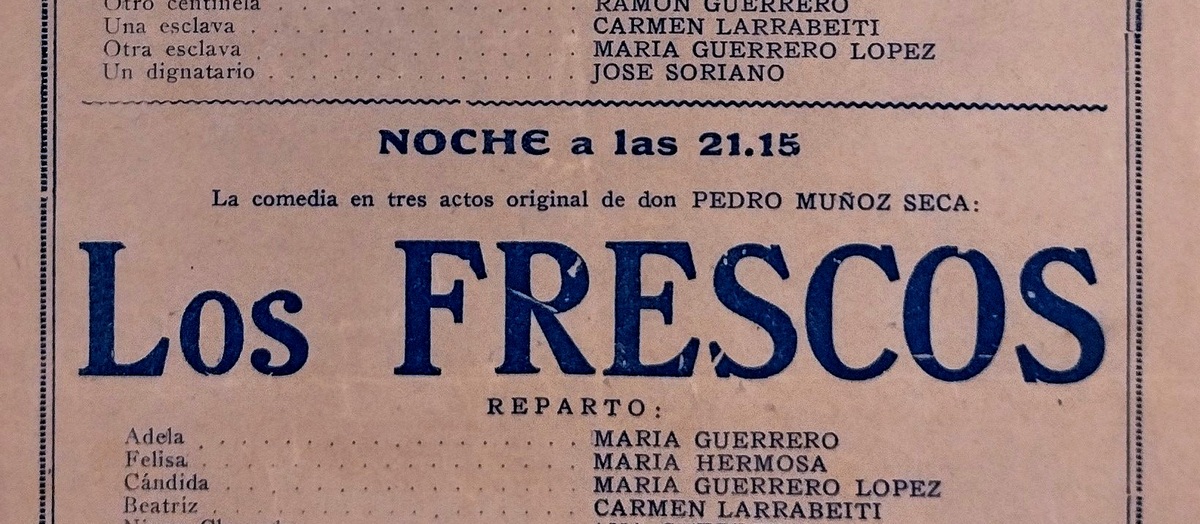 Otro centinela . . . . . . . . . . . . . . RAMON GUERRERO
Una esclava . . . . . . . . . . . . . . CARMEN LARRABEITI
Otra esclava . . . . . . . . . . . . . . MARIA GUERRERO LOPEZ
Un dignatario . . . . . . . . . . . . . . JOSE SORIANO
NOCHE a las 21.15
La comedia en tres actos original de don PEDRO MUÑOZ SECA:
Los FRESCOS
REPARTO:
Adela . . . . . . . . . . . . . . MARIA GUERRERO
Felisa . . . . . . . . . . . . . . MARIA HERMOSA
Cándida . . . . . . . . . . . . . . MARIA GUERRERO LOPEZ
Beatriz . . . . . . . . . . . . . . CARMEN LARRABEITI